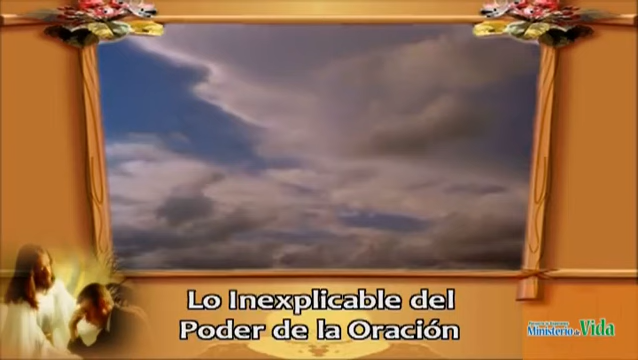 Lo Inexplicable del
Poder de la Oración
Ministerio de Vida